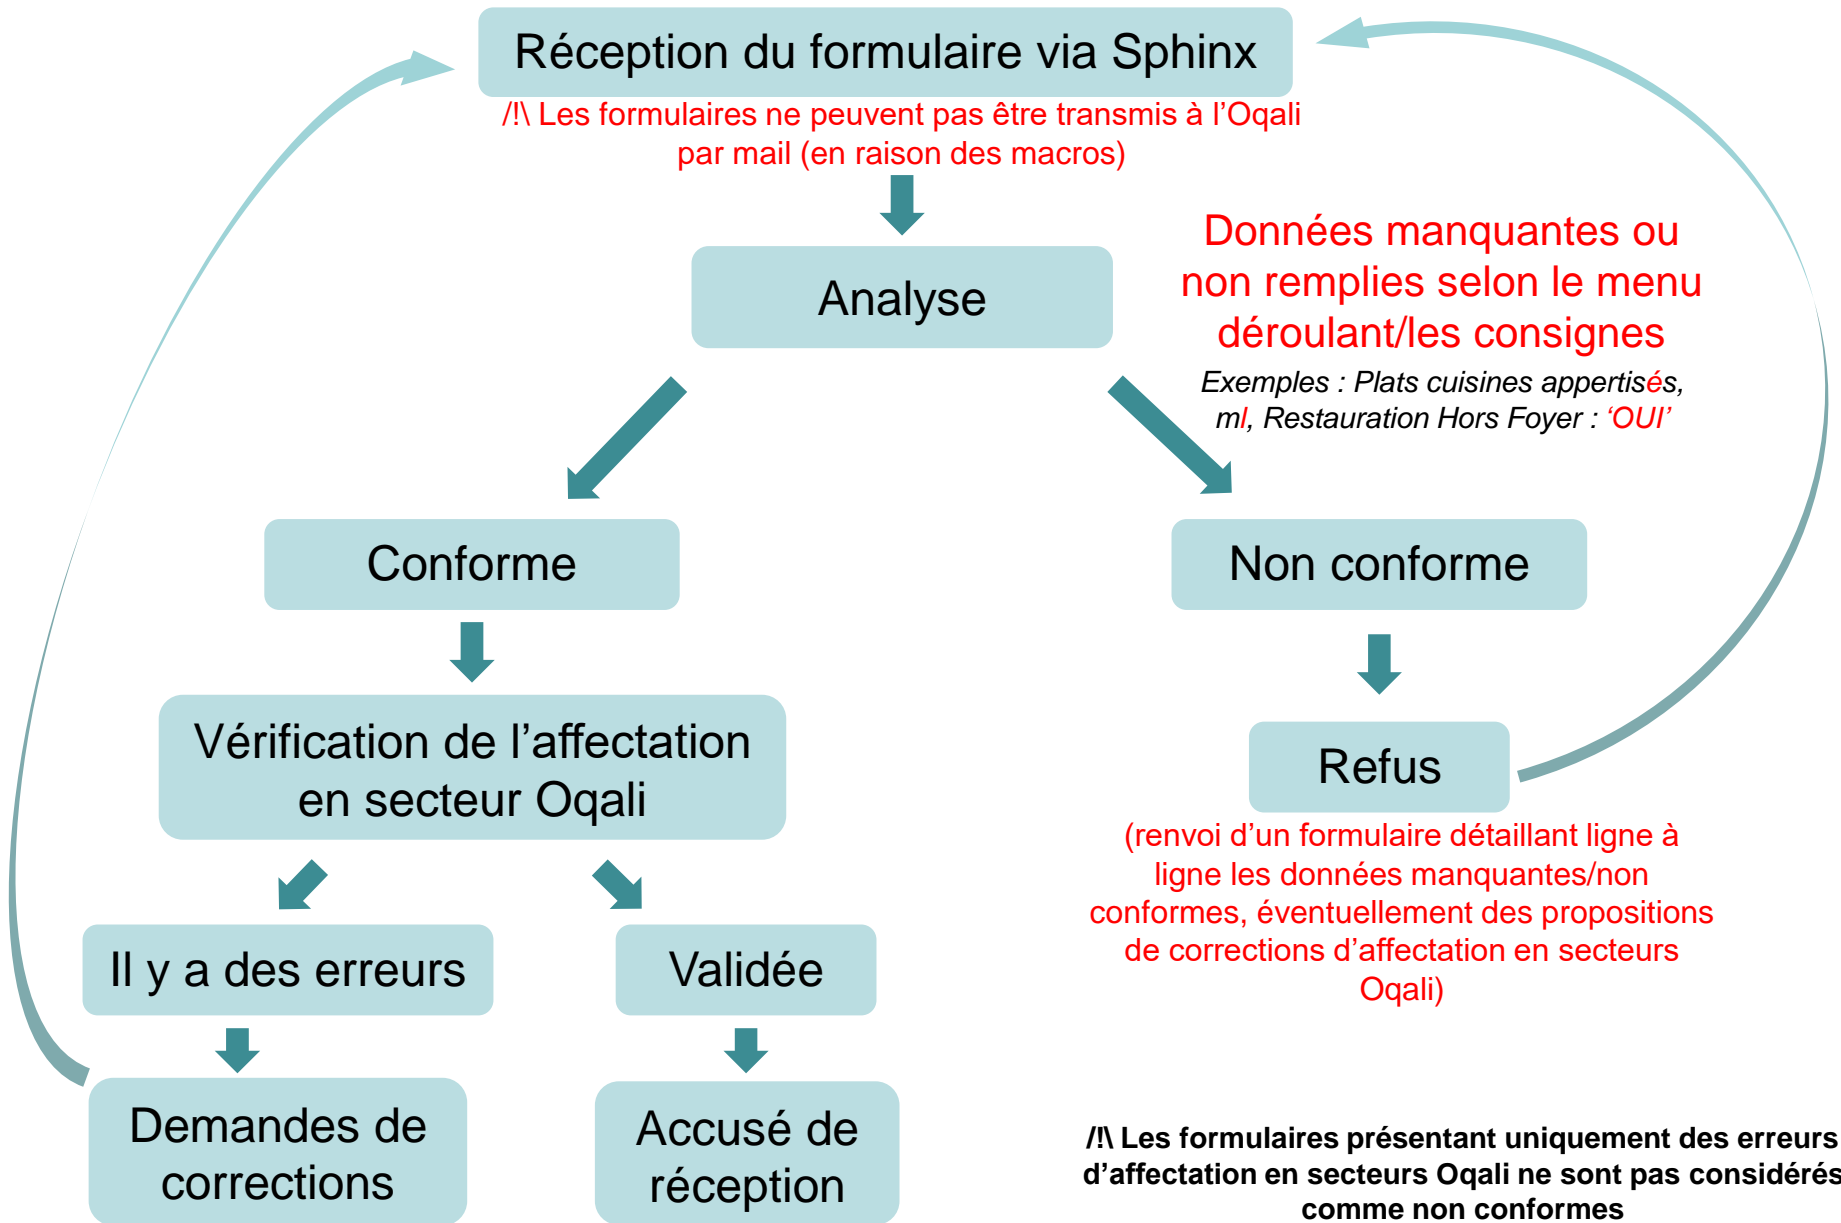 Réception du formulaire via Sphinx
/!\ Les formulaires ne peuvent pas être transmis à l’Oqali
par mail (en raison des macros)
Analyse
Données manquantes ou
non remplies selon le menu
déroulant/les consignes
Exemples : Plats cuisines appertisés,
ml, Restauration Hors Foyer : ‘OUI’
Conforme
Non conforme
Vérification de l’affectation
en secteur Oqali
Refus
(renvoi d’un formulaire détaillant ligne à
ligne les données manquantes/non
conformes, éventuellement des propositions
de corrections d’affectation en secteurs
Oqali)
Il y a des erreurs
Validée
Demandes de
corrections
Accusé de
réception
/!\ Les formulaires présentant uniquement des erreurs
d’affectation en secteurs Oqali ne sont pas considérés
comme non conformes